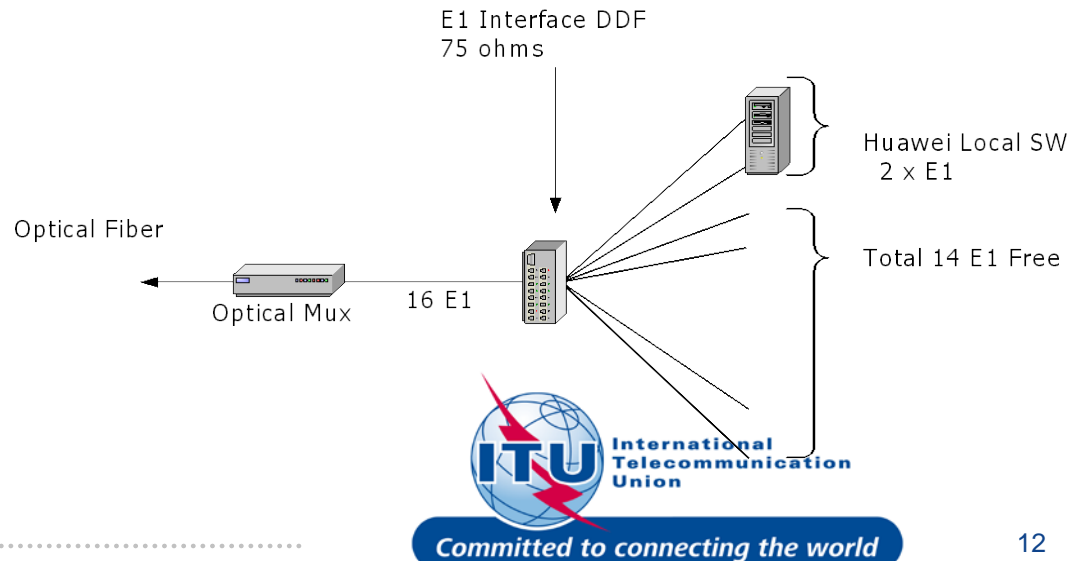 E1 Interface DDF
75 ohms
Huawei Local SW
2 x E1
Optical Fiber
Total 14 E1 Free
16 E1
Optical Mux
ITU
International
Telecommunication
Union
Committed to connecting the world
12